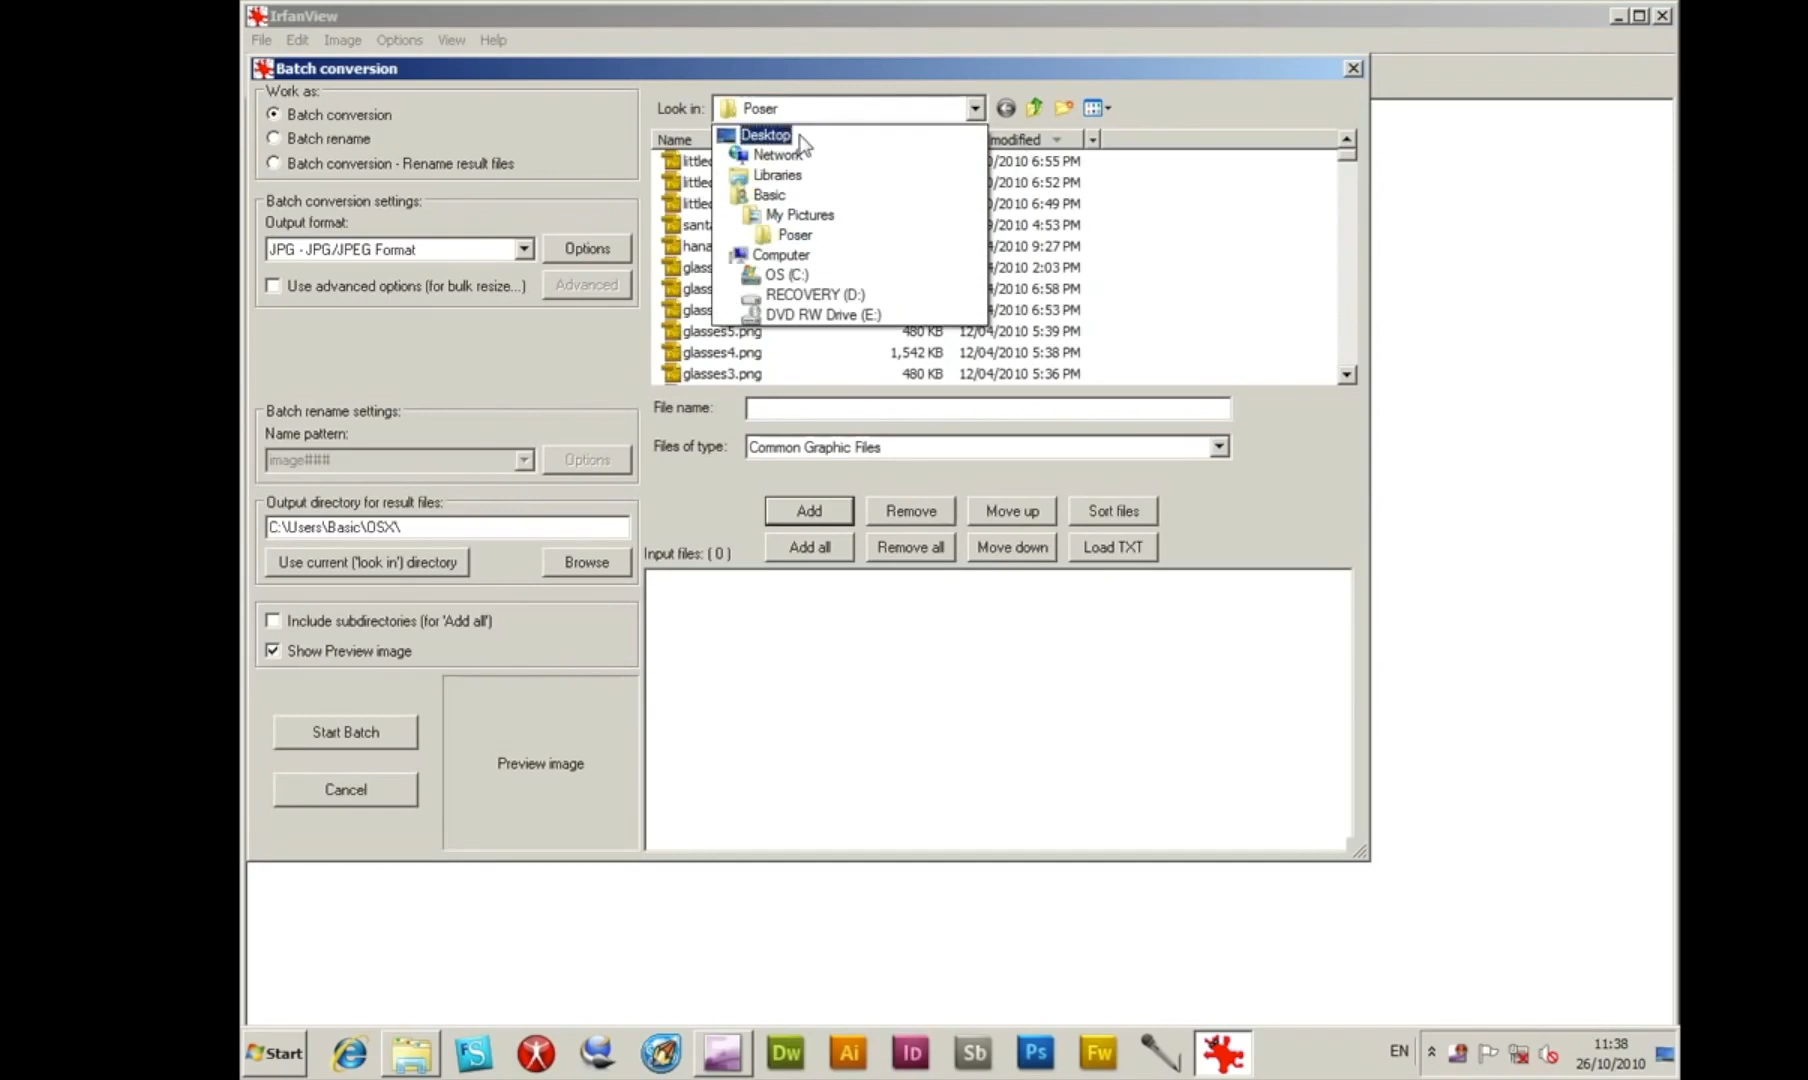 IrfanView
File Edit Image Options View Help
Batch conversion
Work as:
Batch conversion
Batch rename
Batch conversion - Rename result files
Batch conversion settings:
Output format:
JPG - JPG/JPEG Format
Options
Use advanced options (for bulk resize...)
Advanced
Batch rename settings:
Name pattern:
image###
Options
Output directory for result files:
C:\Users\Basic\OSX\
Use current ('look in') directory
Browse
Include subdirectories (for 'Add all')
Show Preview image
Start Batch
Cancel
Preview image
Look in: Poser
Desktop
Network
Libraries
Basic
My Pictures
Poser
Computer
OS (C:)
RECOVERY (D:)
DVD RW Drive (E:)
Name modified
/2010 6:55 PM
/2010 6:52 PM
/2010 6:49 PM
/2010 4:53 PM
/2010 9:27 PM
/2010 2:03 PM
/2010 6:58 PM
/2010 6:53 PM
glasses5.png 480 KB 12/04/2010 5:39 PM
glasses4.png 1,542 KB 12/04/2010 5:38 PM
glasses3.png 480 KB 12/04/2010 5:36 PM
File name:
Files of type: Common Graphic Files
Add Remove Move up Sort files
Input files: ( 0 ) Add all Remove all Move down Load TXT
Start
Dw Ai Id Sb Ps Fw
EN
11:38
26/10/2010